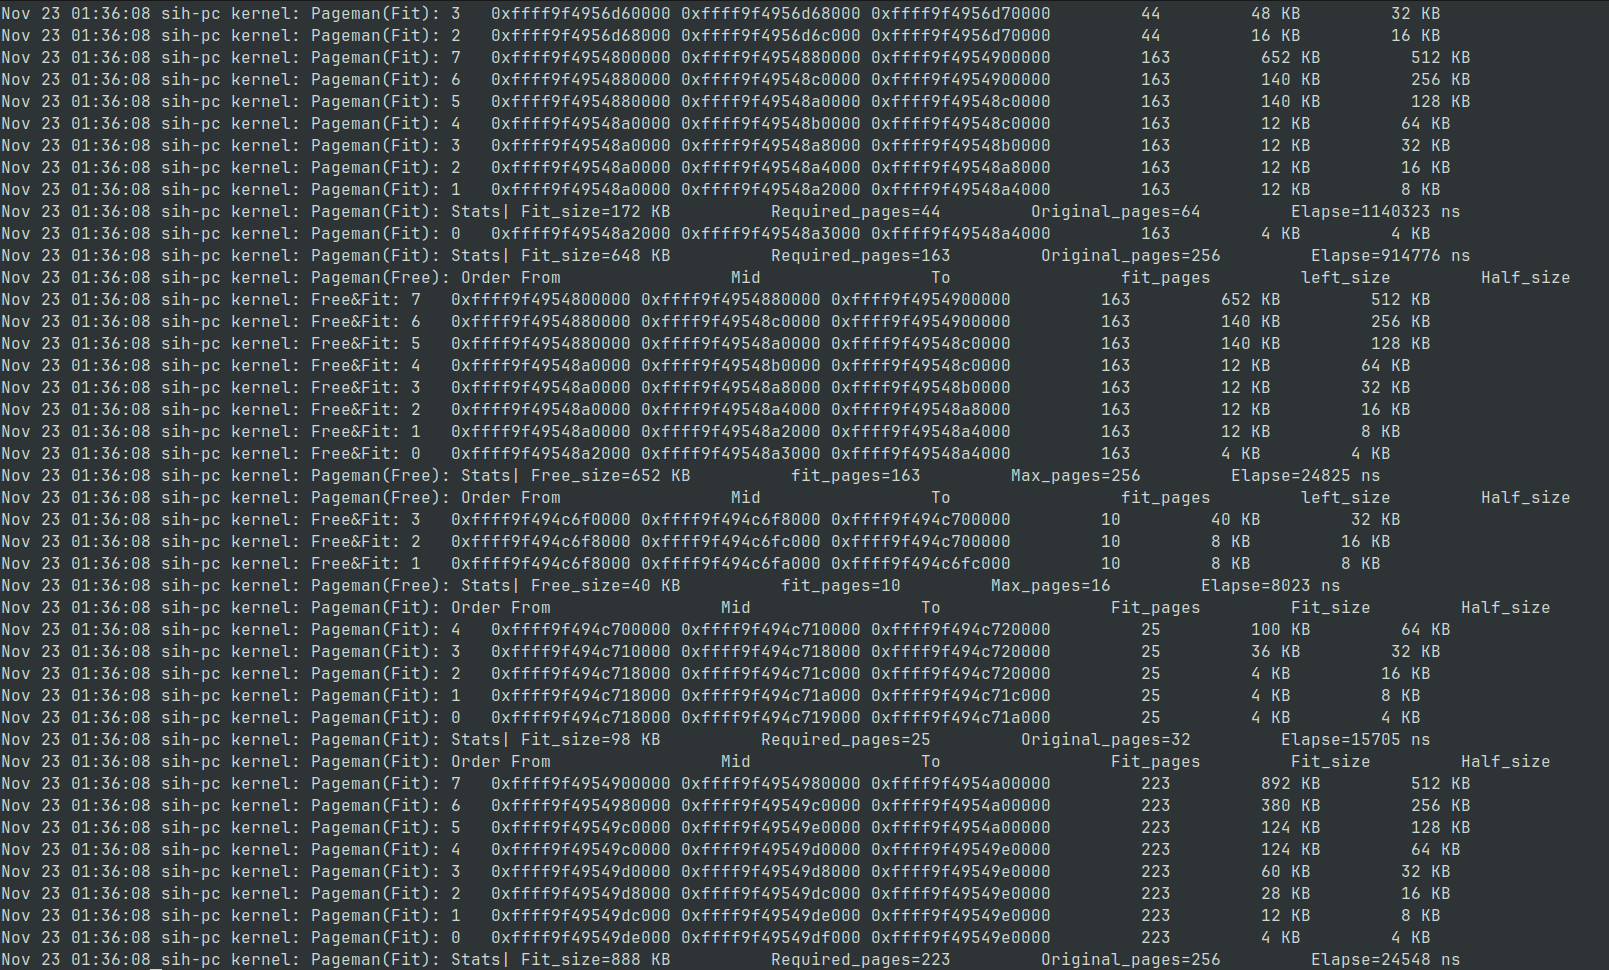 Nov 23 01:36:08 sih-pc kernel: Pageman(Fit): 3 0xffff9f4956d60000 0xffff9f4956d68000 0xffff9f4956d70000 44 48 KB 32 KB
Nov 23 01:36:08 sih-pc kernel: Pageman(Fit): 2 0xffff9f4956d68000 0xffff9f4956d6c000 0xffff9f4956d70000 44 16 KB 16 KB
Nov 23 01:36:08 sih-pc kernel: Pageman(Fit): 7 0xffff9f4954800000 0xffff9f4954880000 0xffff9f4954900000 163 652 KB 512 KB
Nov 23 01:36:08 sih-pc kernel: Pageman(Fit): 6 0xffff9f4954880000 0xffff9f49548c0000 0xffff9f4954900000 163 140 KB 256 KB
Nov 23 01:36:08 sih-pc kernel: Pageman(Fit): 5 0xffff9f4954880000 0xffff9f49548a0000 0xffff9f49548c0000 163 140 KB 128 KB
Nov 23 01:36:08 sih-pc kernel: Pageman(Fit): 4 0xffff9f49548a0000 0xffff9f49548b0000 0xffff9f49548c0000 163 12 KB 64 KB
Nov 23 01:36:08 sih-pc kernel: Pageman(Fit): 3 0xffff9f49548a0000 0xffff9f49548a8000 0xffff9f49548b0000 163 12 KB 32 KB
Nov 23 01:36:08 sih-pc kernel: Pageman(Fit): 2 0xffff9f49548a0000 0xffff9f49548a4000 0xffff9f49548a8000 163 12 KB 16 KB
Nov 23 01:36:08 sih-pc kernel: Pageman(Fit): 1 0xffff9f49548a0000 0xffff9f49548a2000 0xffff9f49548a4000 163 12 KB 8 KB
Nov 23 01:36:08 sih-pc kernel: Pageman(Fit): Stats| Fit_size=172 KB Required_pages=44 Original_pages=64 Elapse=1140323 ns
Nov 23 01:36:08 sih-pc kernel: Pageman(Fit): 0 0xffff9f49548a2000 0xffff9f49548a3000 0xffff9f49548a4000 163 4 KB 4 KB
Nov 23 01:36:08 sih-pc kernel: Pageman(Fit): Stats| Fit_size=648 KB Required_pages=163 Original_pages=256 Elapse=914776 ns
Nov 23 01:36:08 sih-pc kernel: Pageman(Free): Order From Mid To fit_pages left_size Half_size
Nov 23 01:36:08 sih-pc kernel: Free&Fit: 7 0xffff9f4954800000 0xffff9f4954880000 0xffff9f4954900000 163 652 KB 512 KB
Nov 23 01:36:08 sih-pc kernel: Free&Fit: 6 0xffff9f4954880000 0xffff9f49548c0000 0xffff9f4954900000 163 140 KB 256 KB
Nov 23 01:36:08 sih-pc kernel: Free&Fit: 5 0xffff9f4954880000 0xffff9f49548a0000 0xffff9f49548c0000 163 140 KB 128 KB
Nov 23 01:36:08 sih-pc kernel: Free&Fit: 4 0xffff9f49548a0000 0xffff9f49548b0000 0xffff9f49548c0000 163 12 KB 64 KB
Nov 23 01:36:08 sih-pc kernel: Free&Fit: 3 0xffff9f49548a0000 0xffff9f49548a8000 0xffff9f49548b0000 163 12 KB 32 KB
Nov 23 01:36:08 sih-pc kernel: Free&Fit: 2 0xffff9f49548a0000 0xffff9f49548a4000 0xffff9f49548a8000 163 12 KB 16 KB
Nov 23 01:36:08 sih-pc kernel: Free&Fit: 1 0xffff9f49548a0000 0xffff9f49548a2000 0xffff9f49548a4000 163 12 KB 8 KB
Nov 23 01:36:08 sih-pc kernel: Free&Fit: 0 0xffff9f49548a2000 0xffff9f49548a3000 0xffff9f49548a4000 163 4 KB 4 KB
Nov 23 01:36:08 sih-pc kernel: Pageman(Free): Stats| Free_size=652 KB fit_pages=163 Max_pages=256 Elapse=24825 ns
Nov 23 01:36:08 sih-pc kernel: Pageman(Free): Order From Mid To fit_pages left_size Half_size
Nov 23 01:36:08 sih-pc kernel: Free&Fit: 3 0xffff9f494c6f0000 0xffff9f494c6f8000 0xffff9f494c700000 10 40 KB 32 KB
Nov 23 01:36:08 sih-pc kernel: Free&Fit: 2 0xffff9f494c6f8000 0xffff9f494c6fc000 0xffff9f494c700000 10 8 KB 16 KB
Nov 23 01:36:08 sih-pc kernel: Free&Fit: 1 0xffff9f494c6f8000 0xffff9f494c6fa000 0xffff9f494c6fc000 10 8 KB 8 KB
Nov 23 01:36:08 sih-pc kernel: Pageman(Free): Stats| Free_size=40 KB fit_pages=10 Max_pages=16 Elapse=8023 ns
Nov 23 01:36:08 sih-pc kernel: Pageman(Fit): Order From Mid To Fit_pages Fit_size Half_size
Nov 23 01:36:08 sih-pc kernel: Pageman(Fit): 4 0xffff9f494c700000 0xffff9f494c710000 0xffff9f494c720000 25 100 KB 64 KB
Nov 23 01:36:08 sih-pc kernel: Pageman(Fit): 3 0xffff9f494c710000 0xffff9f494c718000 0xffff9f494c720000 25 36 KB 32 KB
Nov 23 01:36:08 sih-pc kernel: Pageman(Fit): 2 0xffff9f494c718000 0xffff9f494c71c000 0xffff9f494c720000 25 4 KB 16 KB
Nov 23 01:36:08 sih-pc kernel: Pageman(Fit): 1 0xffff9f494c718000 0xffff9f494c71a000 0xffff9f494c71c000 25 4 KB 8 KB
Nov 23 01:36:08 sih-pc kernel: Pageman(Fit): 0 0xffff9f494c718000 0xffff9f494c719000 0xffff9f494c71a000 25 4 KB 4 KB
Nov 23 01:36:08 sih-pc kernel: Pageman(Fit): Stats| Fit_size=98 KB Required_pages=25 Original_pages=32 Elapse=15705 ns
Nov 23 01:36:08 sih-pc kernel: Pageman(Fit): Order From Mid To Fit_pages Fit_size Half_size
Nov 23 01:36:08 sih-pc kernel: Pageman(Fit): 7 0xffff9f4954900000 0xffff9f4954980000 0xffff9f4954a00000 223 892 KB 512 KB
Nov 23 01:36:08 sih-pc kernel: Pageman(Fit): 6 0xffff9f4954980000 0xffff9f49549c0000 0xffff9f4954a00000 223 380 KB 256 KB
Nov 23 01:36:08 sih-pc kernel: Pageman(Fit): 5 0xffff9f49549c0000 0xffff9f49549e0000 0xffff9f4954a00000 223 124 KB 128 KB
Nov 23 01:36:08 sih-pc kernel: Pageman(Fit): 4 0xffff9f49549c0000 0xffff9f49549d0000 0xffff9f49549e0000 223 124 KB 64 KB
Nov 23 01:36:08 sih-pc kernel: Pageman(Fit): 3 0xffff9f49549d0000 0xffff9f49549d8000 0xffff9f49549e0000 223 60 KB 32 KB
Nov 23 01:36:08 sih-pc kernel: Pageman(Fit): 2 0xffff9f49549d8000 0xffff9f49549dc000 0xffff9f49549e0000 223 28 KB 16 KB
Nov 23 01:36:08 sih-pc kernel: Pageman(Fit): 1 0xffff9f49549dc000 0xffff9f49549de000 0xffff9f49549e0000 223 12 KB 8 KB
Nov 23 01:36:08 sih-pc kernel: Pageman(Fit): 0 0xffff9f49549de000 0xffff9f49549df000 0xffff9f49549e0000 223 4 KB 4 KB
Nov 23 01:36:08 sih-pc kernel: Pageman(Fit): Stats| Fit_size=888 KB Required_pages=223 Original_pages=256 Elapse=24548 ns